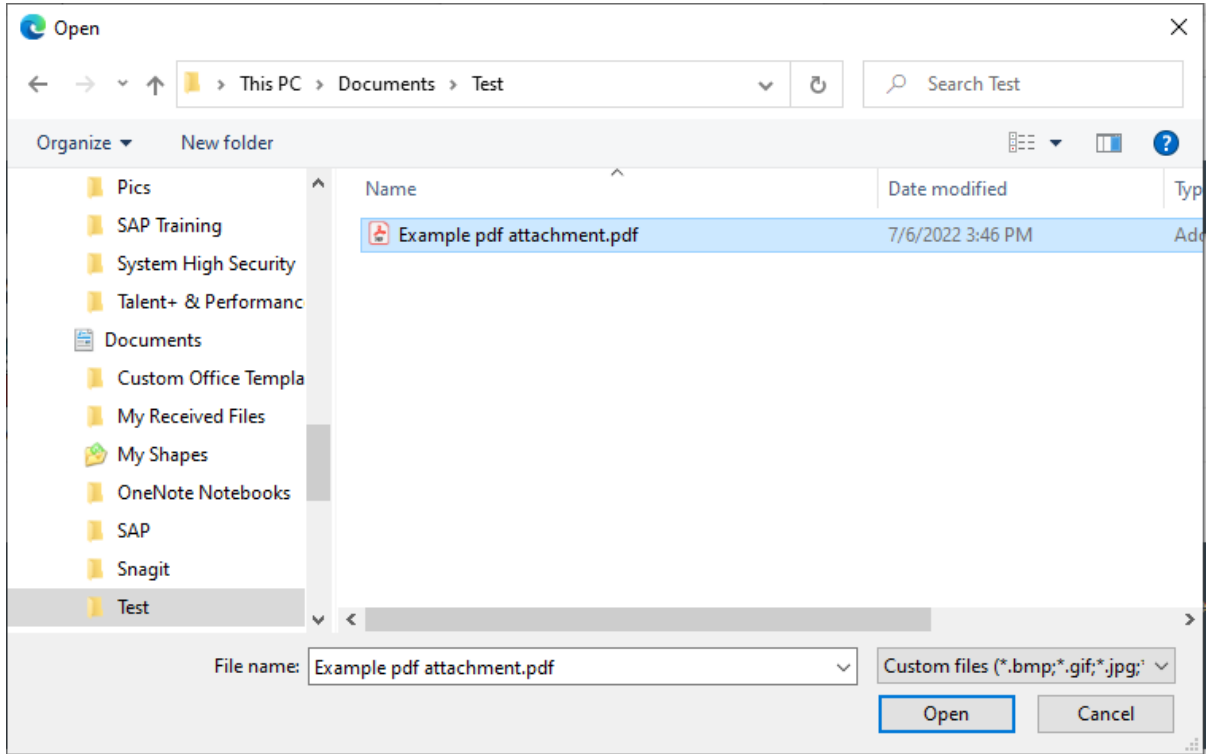 Open
This PC > Documents > Test
Search Test
Organize
New folder
?
Pics
SAP Training
System High Security
Talent+ & Performanc
Documents
Custom Office Templa
My Received Files
My Shapes
OneNote Notebooks
SAP
Snagit
Test
Name Date modified Typ
Example pdf attachment.pdf 7/6/2022 3:46 PM Ado
File name: Example pdf attachment.pdf
Custom files (*.bmp;*.gif;*.jpg;*
Open Cancel